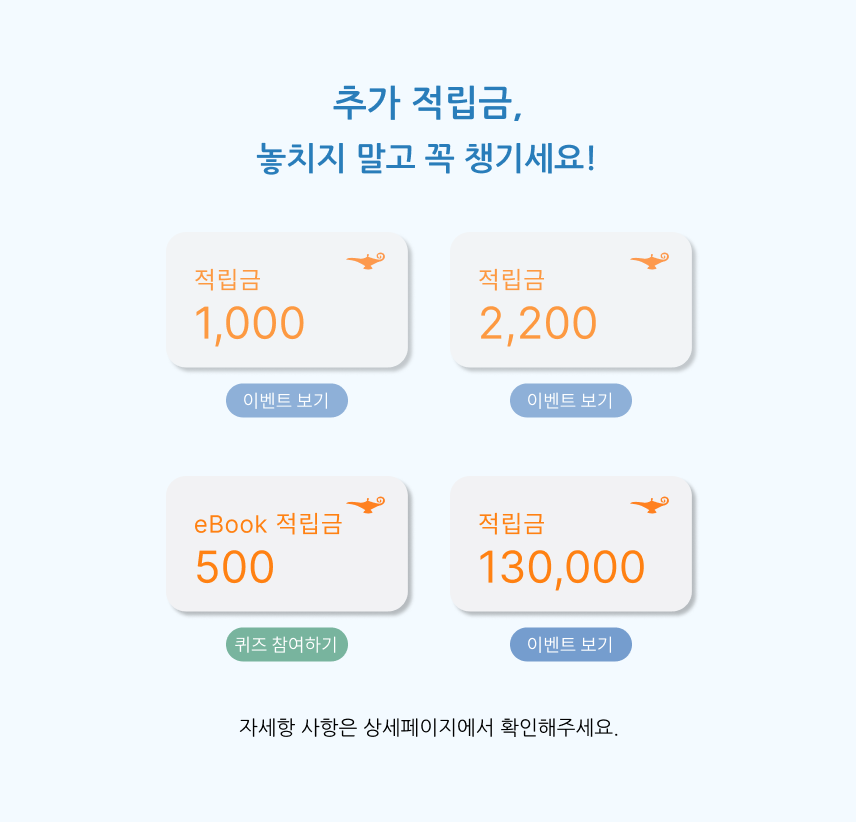 추가 적립금,
놓치지 말고 꼭 챙기세요!
적립금
1,000
이벤트 보기
적립금
2,200
이벤트 보기
eBook 적립금
500
퀴즈 참여하기
적립금
130,000
이벤트 보기
자세항 사항은 상세페이지에서 확인해주세요.